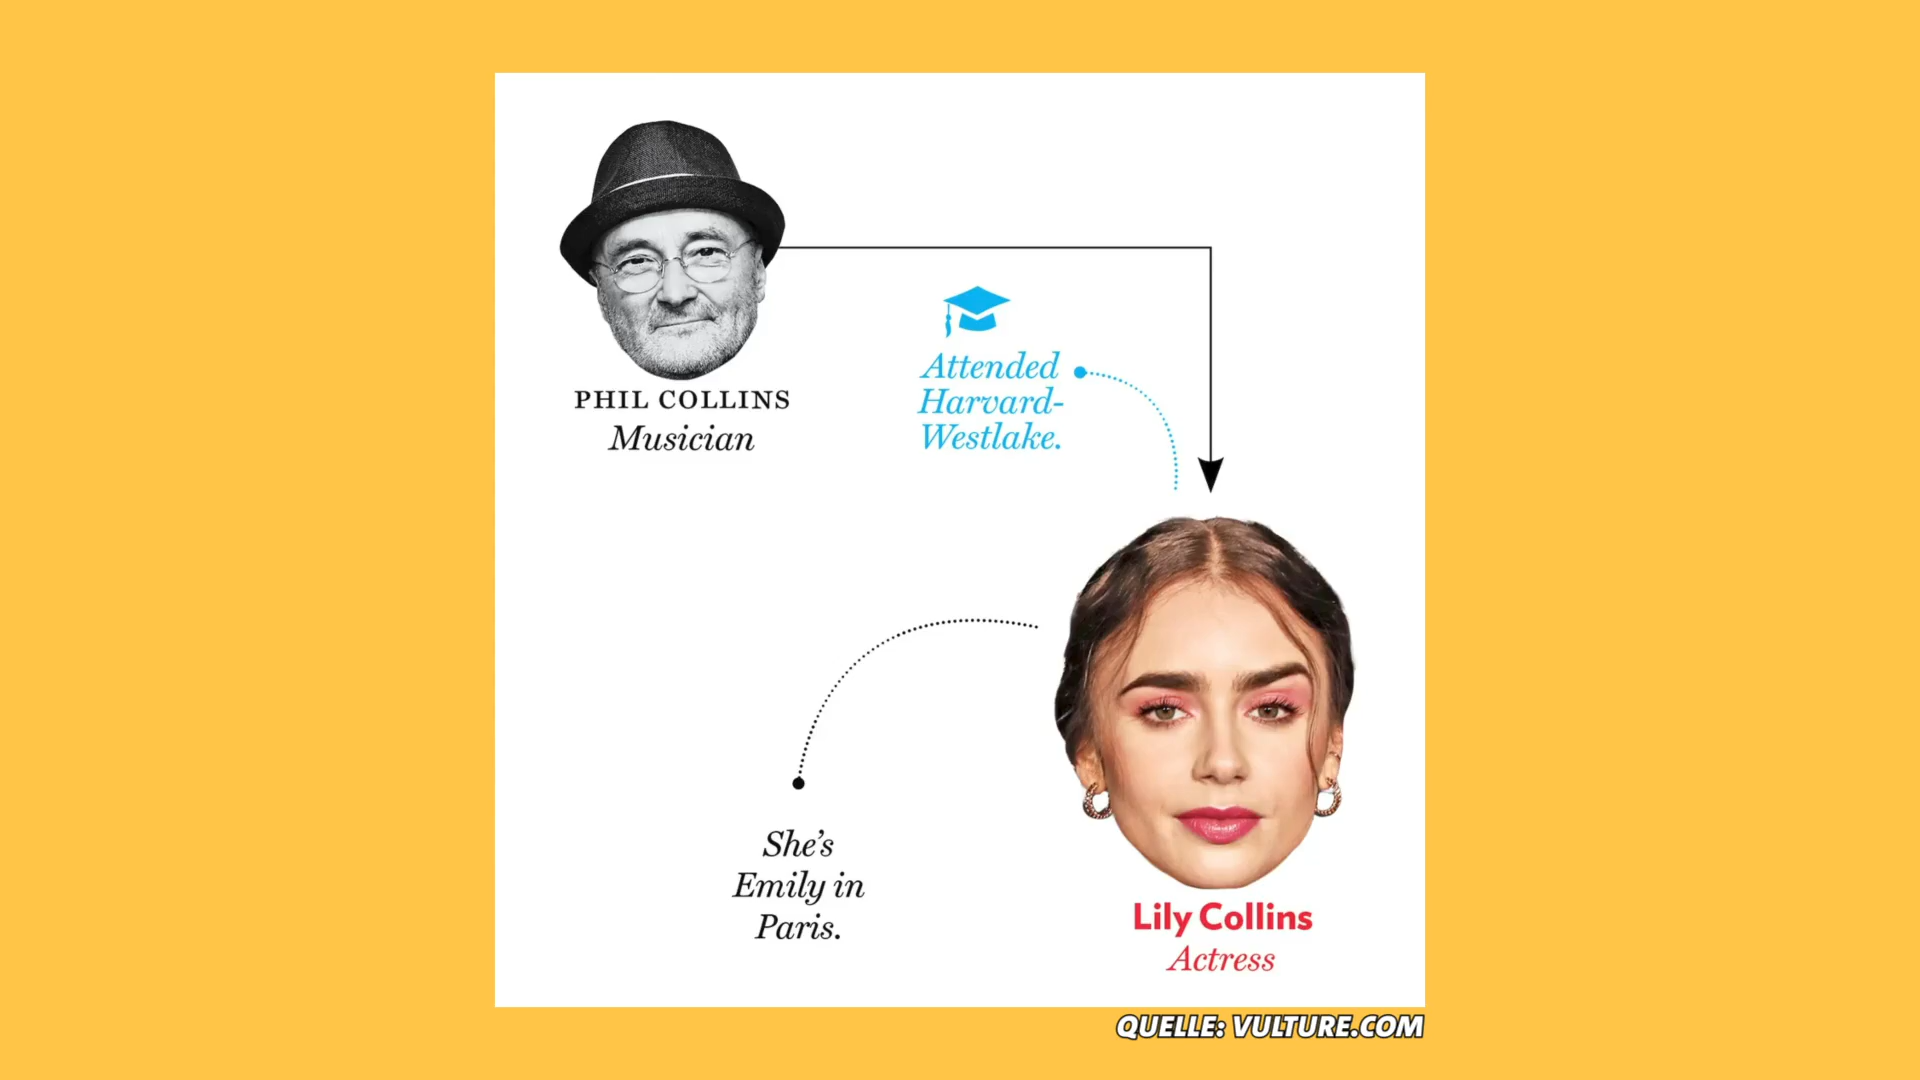 PHIL COLLINS
Musician
Attended
Harvard-
Westlake.
She’s
Emily in
Paris.
Lily Collins
Actress
QUELLE: VULTURE.COM